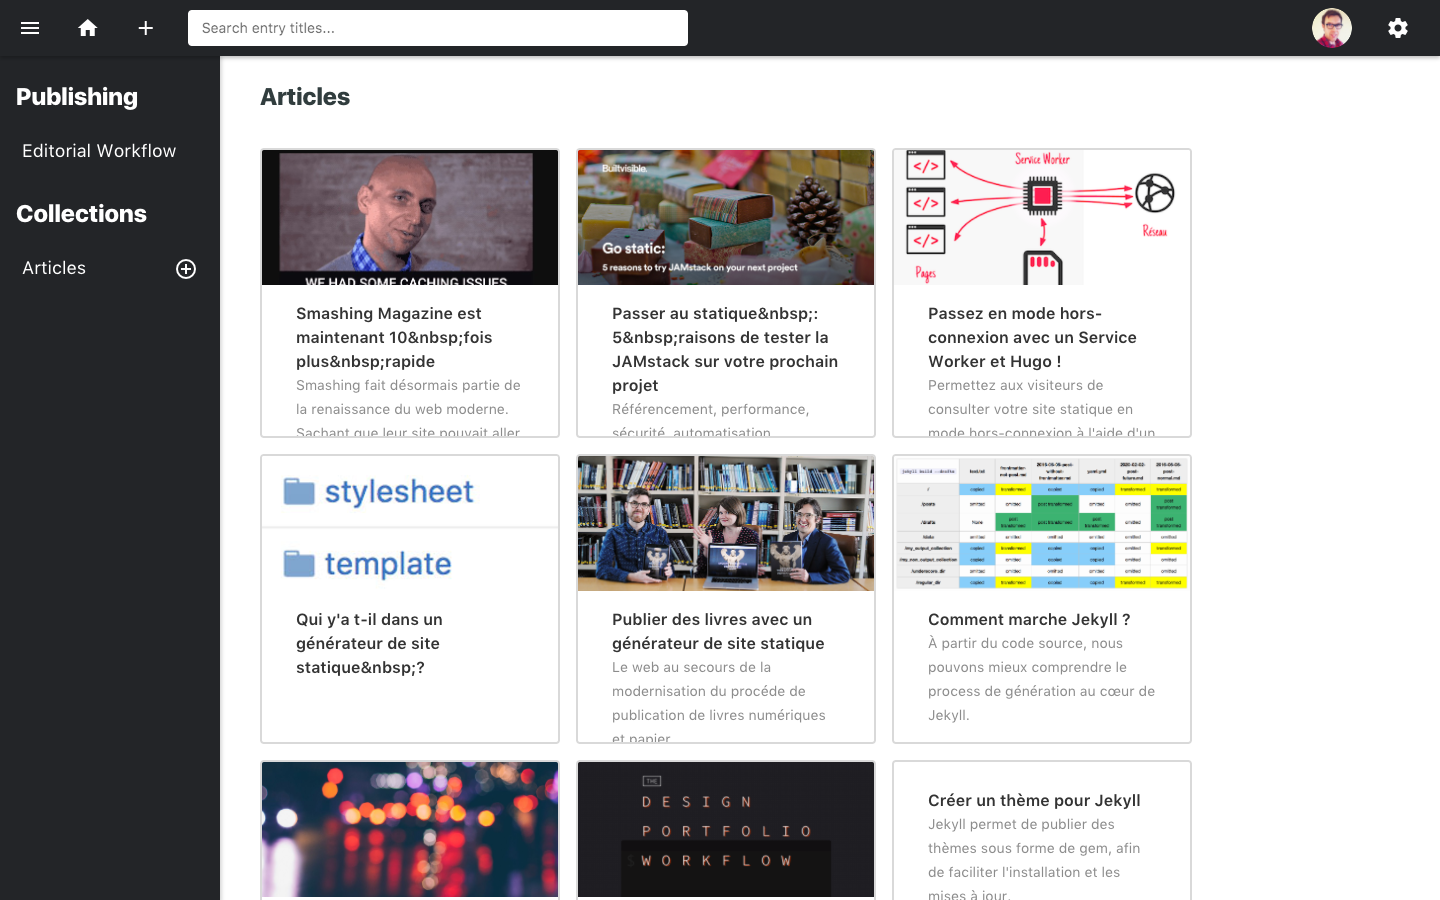 Search entry titles...
Publishing
Editorial Workflow
Collections
Articles
Articles
WE HAD SOME CACHING ISSUES
Smashing Magazine est
maintenant 10&nbsp;fois
plus&nbsp;rapide
Smashing fait désormais partie de
la renaissance du web moderne.
Sachant que leur site pouvait aller
Builtvisible.
Go static:
5 reasons to try JAMstack on your next project
Passer au statique&nbsp;:
5&nbsp;raisons de tester la
JAMstack sur votre prochain
projet
Référencement, performance,
sécurité, automatisation
Service Worker
</>
</>
</>
Réseau
Pages
Passez en mode hors-
connexion avec un Service
Worker et Hugo !
Permettez aux visiteurs de
consulter votre site statique en
mode hors-connexion à l'aide d'un
stylesheet
template
Qui y'a t-il dans un
générateur de site
statique&nbsp;?
Publier des livres avec un
générateur de site statique
Le web au secours de la
modernisation du procéde de
publication de livres numériques
et papier
jekyll build --drafts
Comment marche Jekyll ?
À partir du code source, nous
pouvons mieux comprendre le
process de génération au cœur de
Jekyll.
THE
DESIGN
PORTFOLIO
WORKFLOW
Créer un thème pour Jekyll
Jekyll permet de publier des
thèmes sous forme de gem, afin
de faciliter l'installation et les
mises à jour.